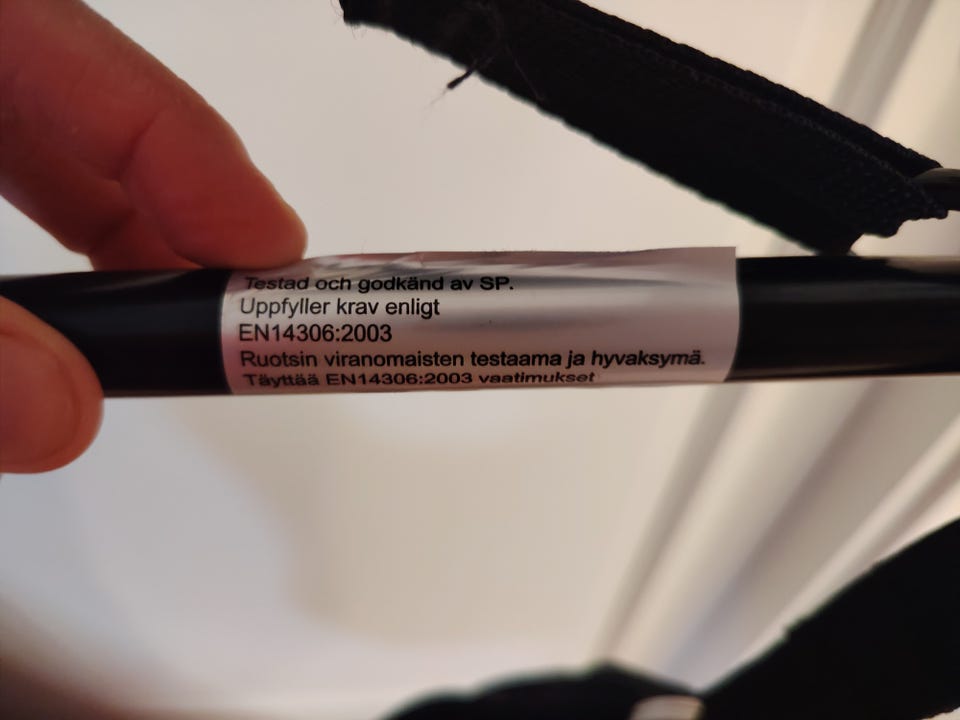 Testad och godkänd av SP.
Uppfyller krav enligt
EN14306:2003
Ruotsin viranomaisten testaama ja hyvaksymä.
Täyttää EN14306:2003 vaatimukset